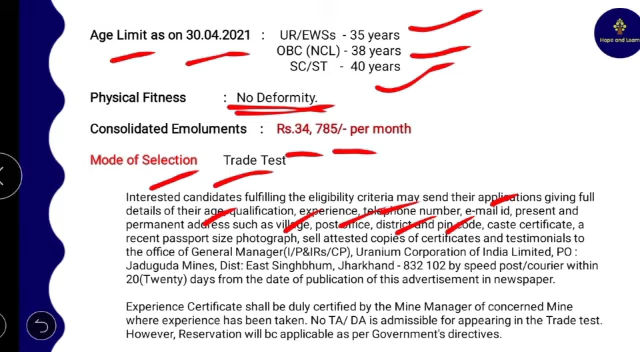 Age Limit as on 30.04.2021 : UR/EWSs - 35 years
OBC (NCL) - 38 years
SC/ST - 40 years
Physical Fitness : No Deformity.
Consolidated Emoluments : Rs.34, 785/- per month
Mode of Selection Trade Test
Interested candidates fulfilling the eligibility criteria may send their applications giving full
details of their age, qualification, experience, telephone number, e-mail id, present and
permanent address such as village, post office, district and pin code, caste certificate, a
recent passport size photograph, sell attested copies of certificates and testimonials to
the office of General Manager(I/P&IRs/CP), Uranium Corporation of India Limited, PO :
Jaduguda Mines, Dist: East Singhbhum, Jharkhand - 832 102 by speed post/courier within
20(Twenty) days from the date of publication of this advertisement in newspaper.
Experience Certificate shall be duly certified by the Mine Manager of concerned Mine
where experience has been taken. No TA/ DA is admissible for appearing in the Trade test.
However, Reservation will be applicable as per Government's directives.
Hope and Learn